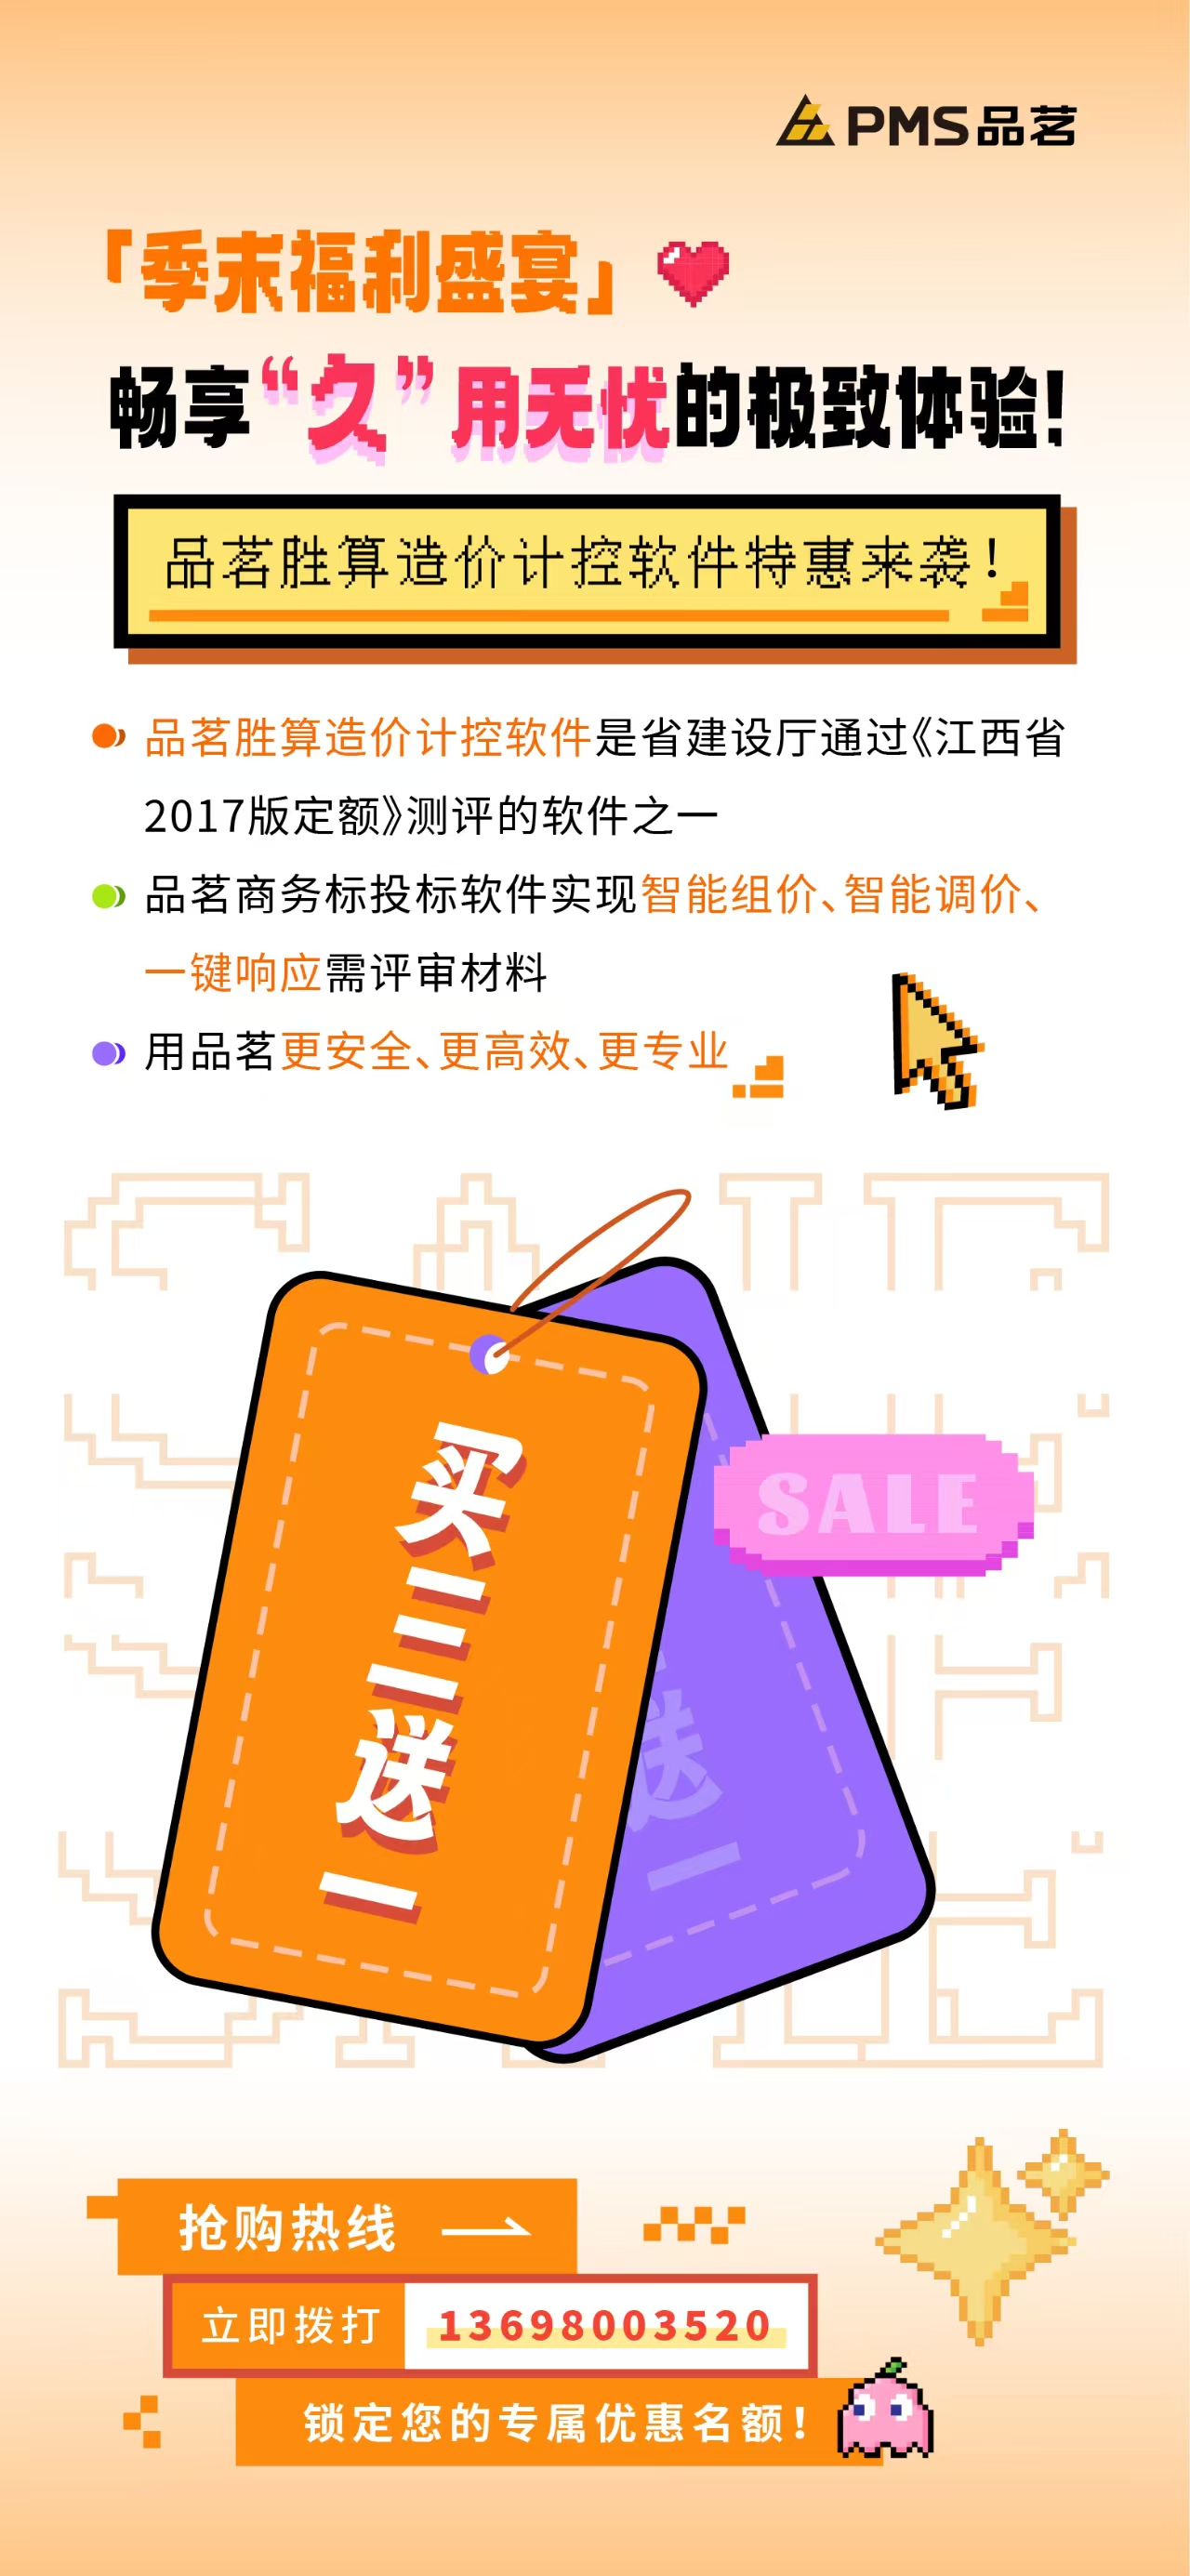 PMS品茗
「季末福利盛宴」
畅享“久”用无忧的极致体验！
品茗胜算造价计控软件特惠来袭！
品茗胜算造价计控软件是省建设厅通过《江西省
2017版定额》测评的软件之一
品茗商务标投标软件实现智能组价、智能调价、
一键响应需评审材料
用品茗更安全、更高效、更专业
买三送一
送一
SALE
抢购热线
立即拨打 13698003520
锁定您的专属优惠名额！